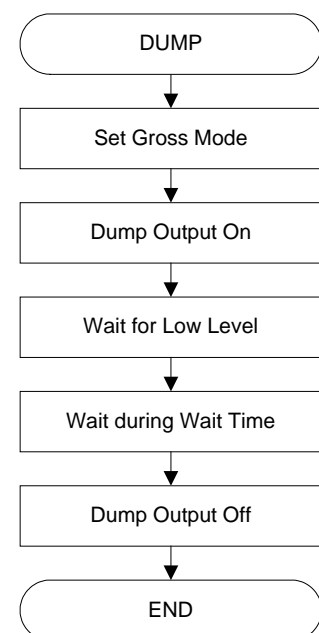 DUMP
Set Gross Mode
Dump Output On
Wait for Low Level
Wait during Wait Time
Dump Output Off
END